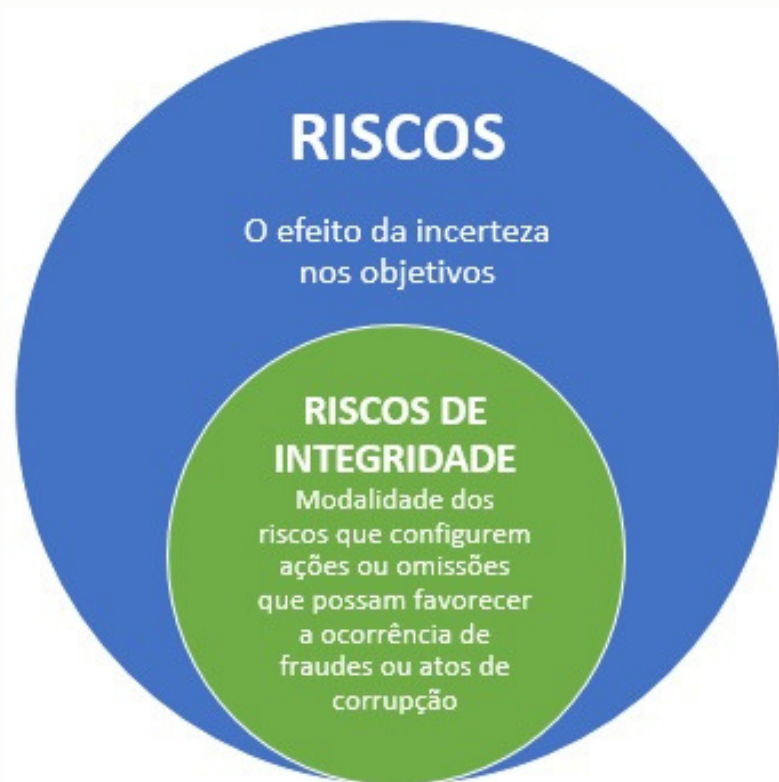 RISCOS
O efeito da incerteza
nos objetivos
RISCOS DE
INTEGRIDADE
Modalidade dos
riscos que configurem
ações ou omissões
que possam favorecer
a ocorrência de
fraudes ou atos de
corrupção